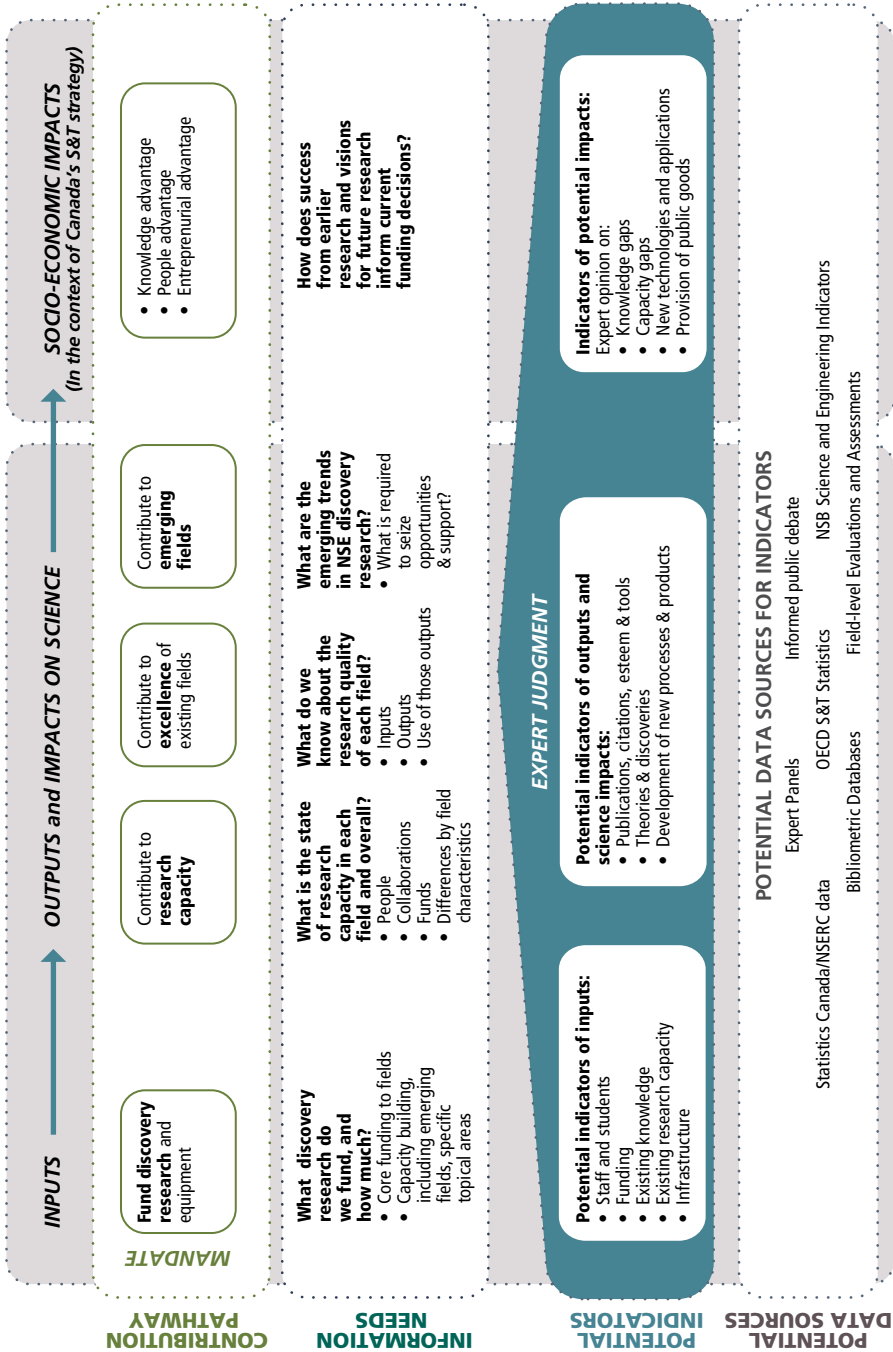 INPUTS
OUTPUTS and IMPACTS ON SCIENCE
SOCIO-ECONOMIC IMPACTS
(In the context of Canada's S&T strategy)
CONTRIBUTION
PATHWAY
MANDATE
Fund discovery
research and
equipment
Contribute to
research
capacity
Contribute to
excellence of
existing fields
Contribute to
emerging
fields
• Knowledge advantage
• People advantage
• Entreprenurial advantage
INFORMATION
NEEDS
What discovery
research do
we fund, and
how much?
• Core funding to fields
• Capacity building,
including emerging
fields, specific
topical areas
What is the state
of research
capacity in each
field and overall?
• People
• Collaborations
• Funds
• Differences by field
characteristics
What do we
know about the
research quality
of each field?
• Inputs
• Outputs
• Use of those outputs
What are the
emerging trends
in NSE discovery
research?
• What is required
to seize
opportunities
& support?
How does success
from earlier
research and visions
for future research
inform current
funding decisions?
POTENTIAL
INDICATORS
EXPERT JUDGMENT
Potential indicators of inputs:
• Staff and students
• Funding
• Existing knowledge
• Existing research capacity
• Infrastructure
Potential indicators of outputs and
science impacts:
• Publications, citations, esteem & tools
• Theories & discoveries
• Development of new processes & products
Indicators of potential impacts:
Expert opinion on:
• Knowledge gaps
• Capacity gaps
• New technologies and applications
• Provision of public goods
POTENTIAL
DATA SOURCES
POTENTIAL DATA SOURCES FOR INDICATORS
Expert Panels
Informed public debate
Statistics Canada/NSERC data
OECD S&T Statistics
NSB Science and Engineering Indicators
Bibliometric Databases
Field-level Evaluations and Assessments